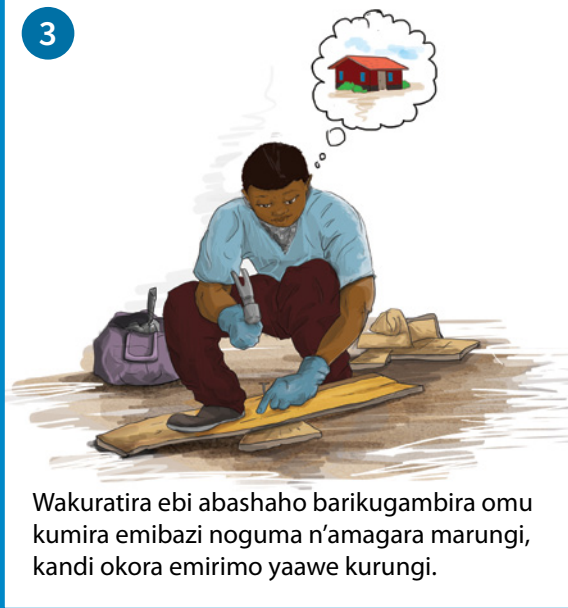 3
Wakuratira ebi abashaho barikugambira omu
kumira emibazi noguma n’amagara marungi,
kandi okora emirimo yaawe kurungi.